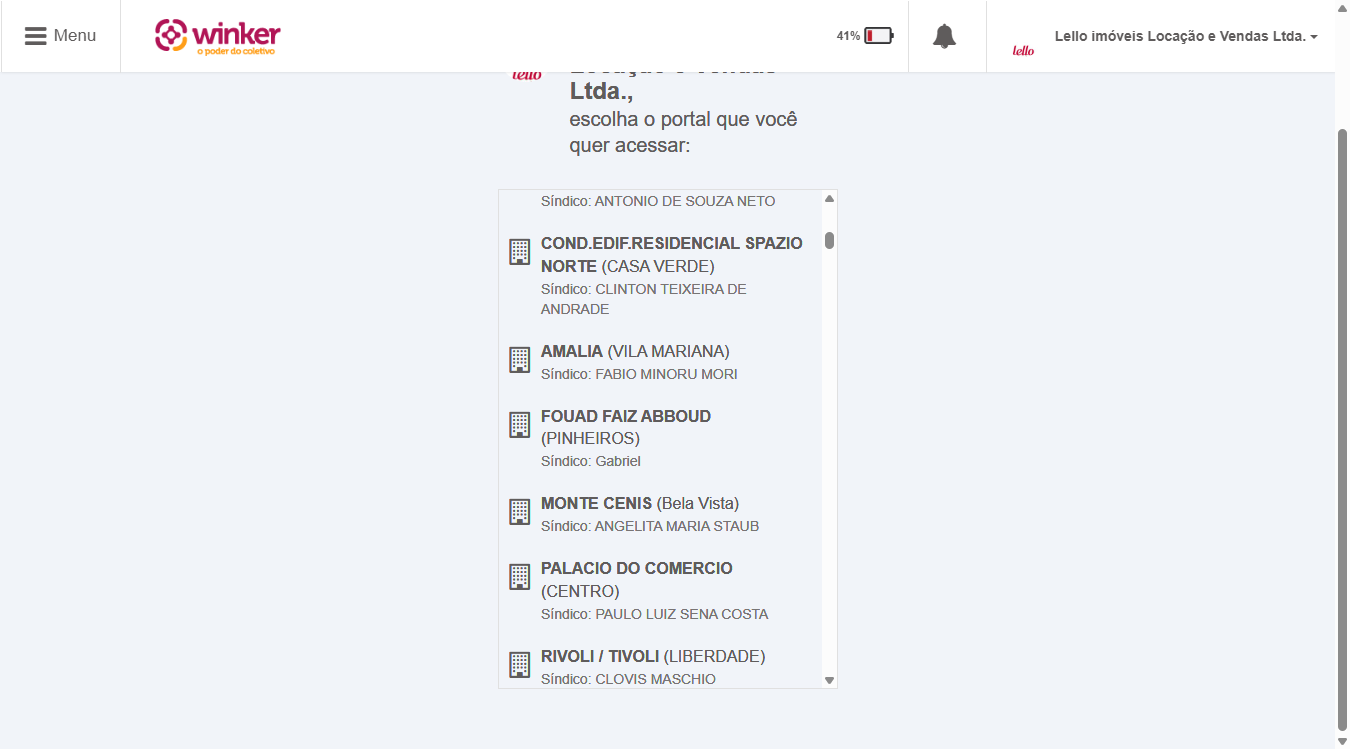 Menu
winker
o poder do coletivo
41%
lello
Lello imóveis Locação e Vendas Ltda.
lello
Locação e Vendas
Ltda.,
escolha o portal que você
quer acessar:
Síndico: ANTONIO DE SOUZA NETO
COND.EDIF.RESIDENCIAL SPAZIO
NORTE (CASA VERDE)
Síndico: CLINTON TEIXEIRA DE
ANDRADE
AMALIA (VILA MARIANA)
Síndico: FABIO MINORU MORI
FOUAD FAIZ ABBOUD
(PINHEIROS)
Síndico: Gabriel
MONTE CENIS (Bela Vista)
Síndico: ANGELITA MARIA STAUB
PALACIO DO COMERCIO
(CENTRO)
Síndico: PAULO LUIZ SENA COSTA
RIVOLI / TIVOLI (LIBERDADE)
Síndico: CLOVIS MASCHIO